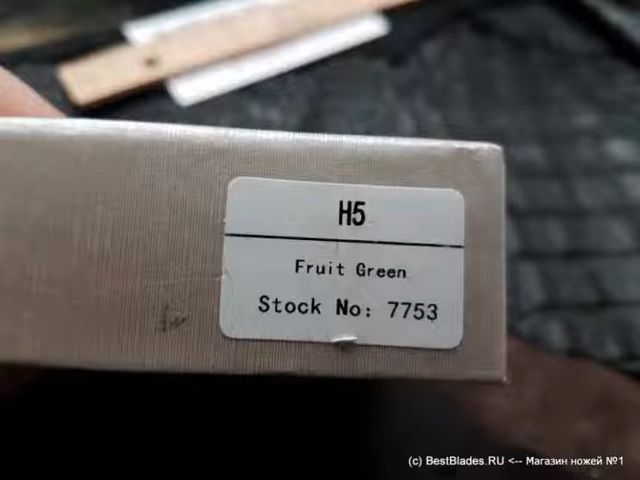 H5
Fruit Green
Stock No: 7753
(c) BestBlades.RU <-- Магазин ножей №1